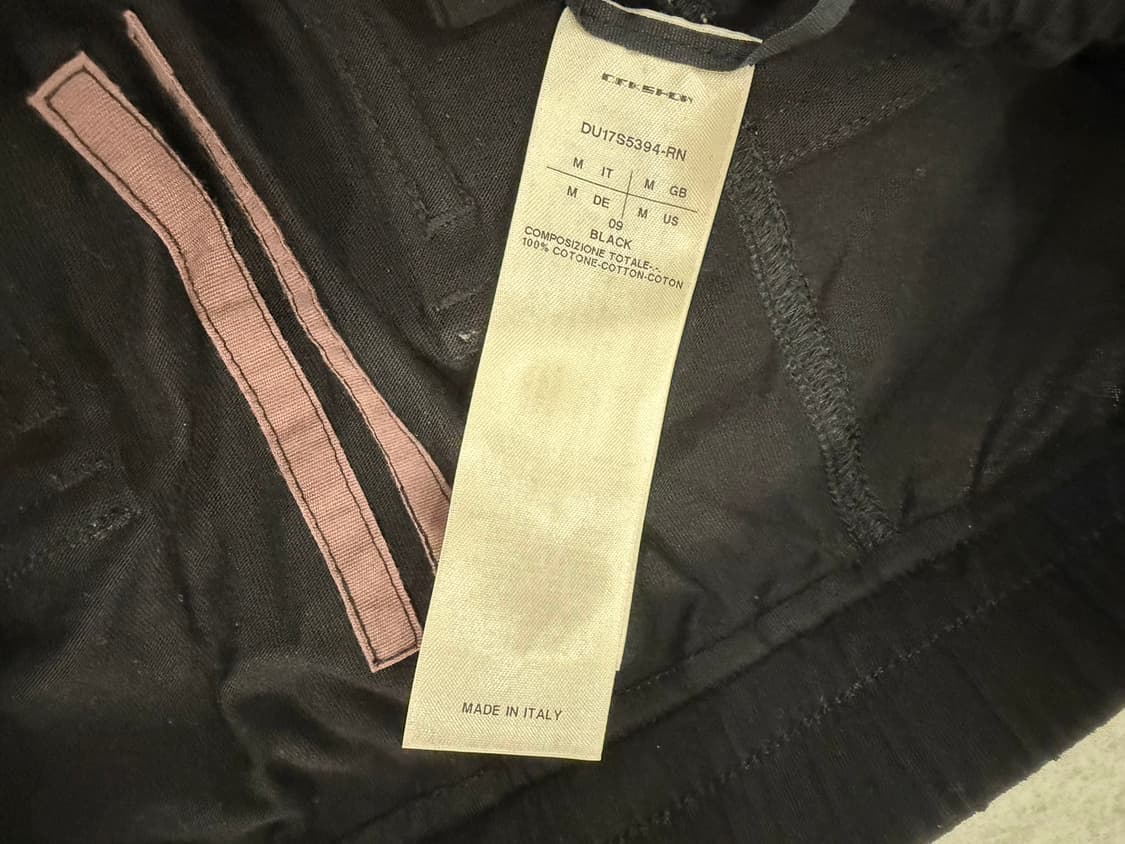 DU17S5394-RN
M IT M GB
M DE M US
09
BLACK
COMPOSIZIONE TOTALE-.
100% COTONE-COTTON-COTON
MADE IN ITALY